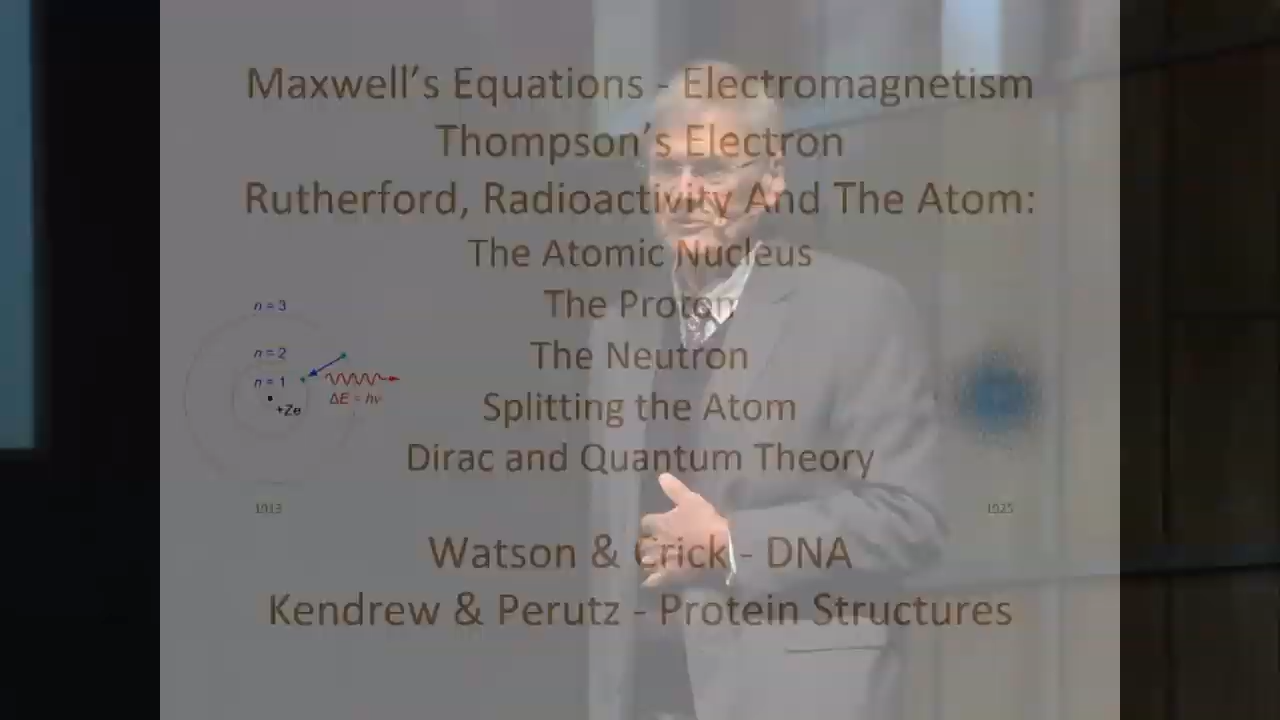 Maxwell's Equations - Electromagnetism
Thompson's Electron
Rutherford, Radioactivity And The Atom:
The Atomic Nucleus
The Proton
The Neutron
Splitting the Atom
Dirac and Quantum Theory
n = 3
n = 2
n = 1
+Ze
ΔE = hν
1913
1925
Watson & Crick - DNA
Kendrew & Perutz - Protein Structures